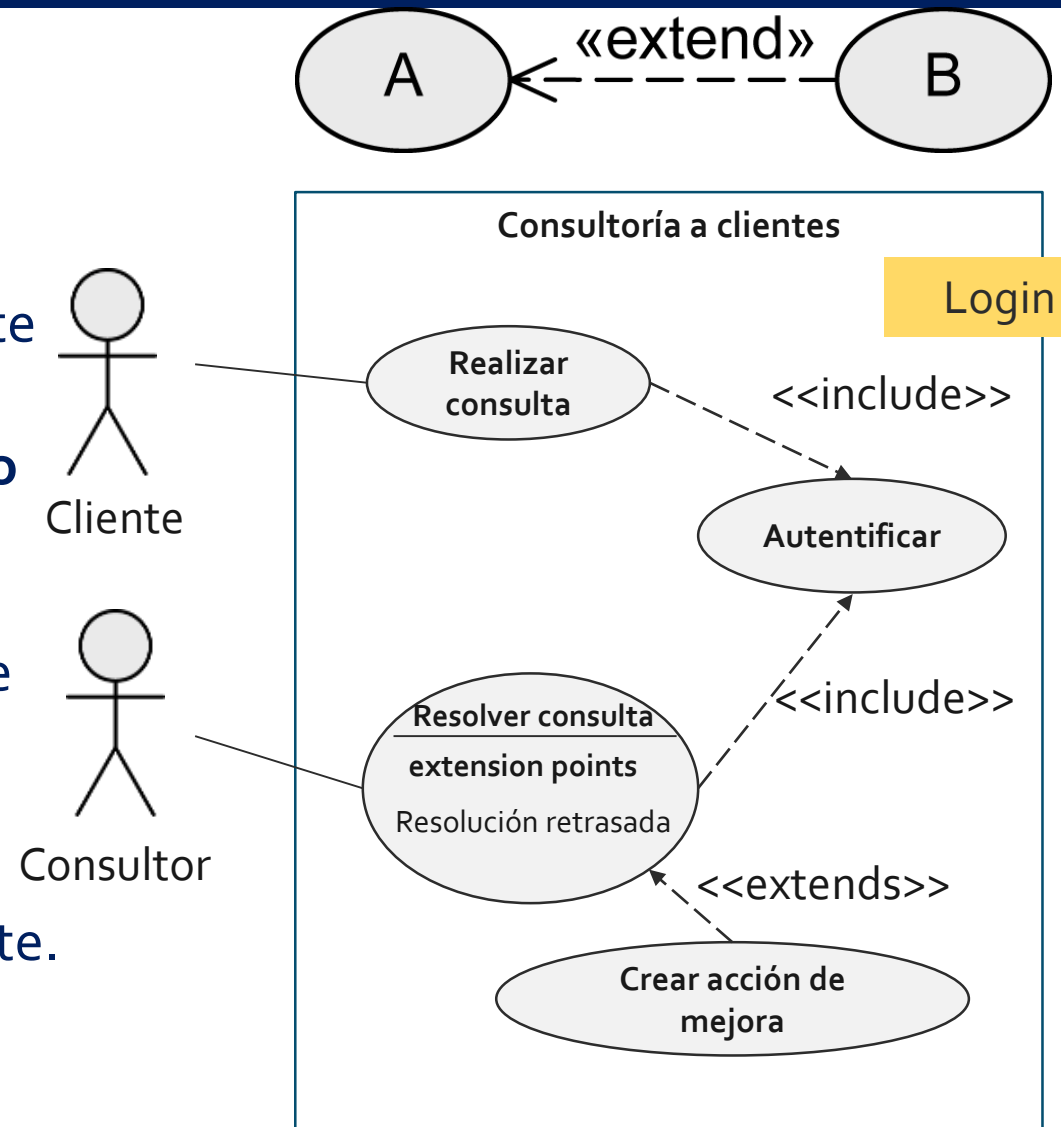 «extend»
A
B
Consultoría a clientes
Login
te
Realizar
consulta
<<include>>
o
Cliente
Autentificar
e
Resolver consulta
<<include>>
extension points
Resolución retrasada
Consultor
<<extends>>
te.
Crear acción de
mejora